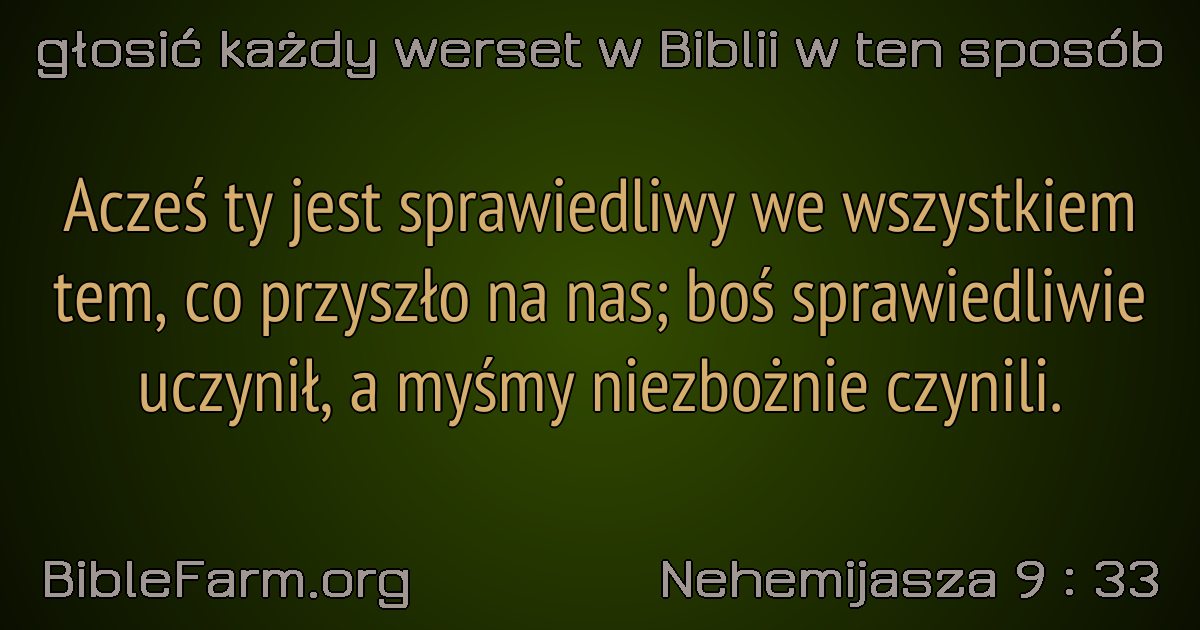 głosić każdy werset w Biblii w ten sposób
Acześ ty jest sprawiedliwy we wszystkiem
tem, co przyszło na nas; boś sprawiedliwie
uczynił, a myśmy niezbożnie czynili.
BibleFarm.org
Nehemijasza 9 : 33